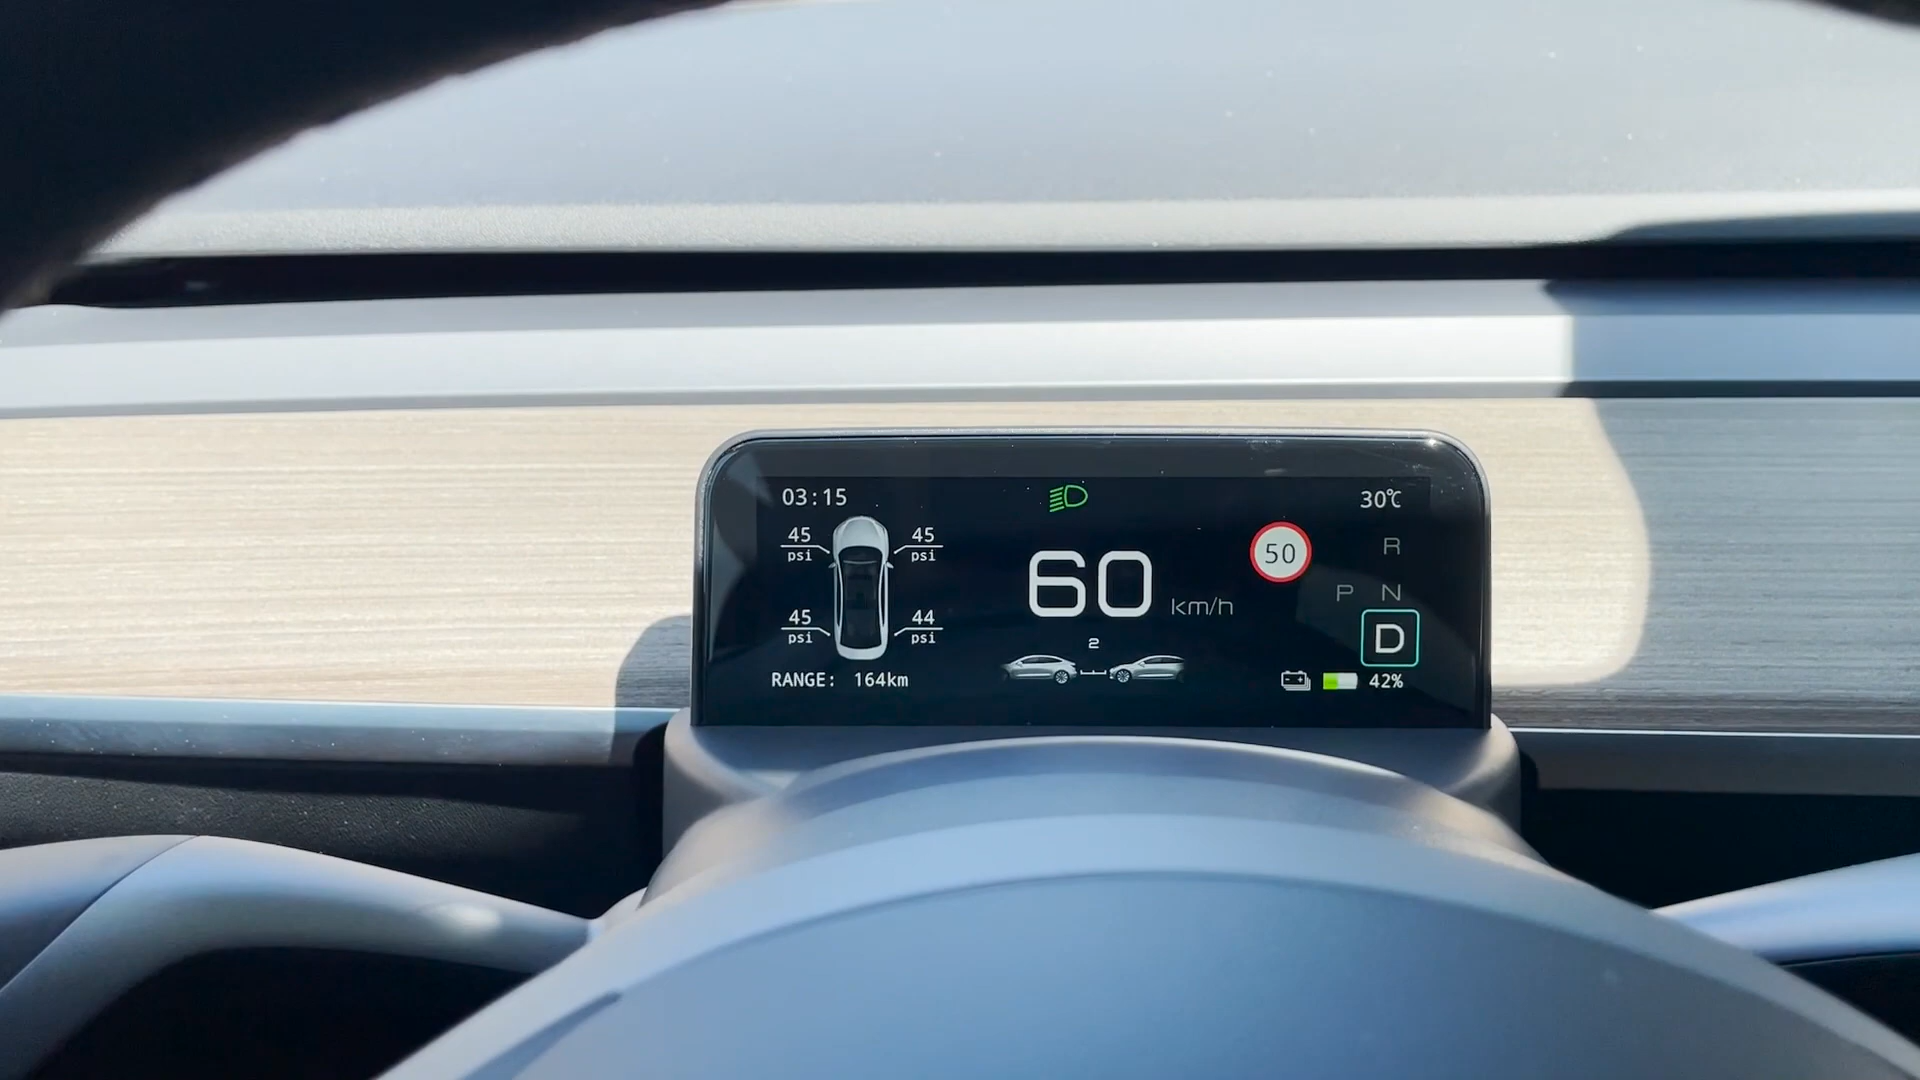 03:15
30℃
45 psi
45 psi
45 psi
44 psi
RANGE: 164km
60 km/h
2
50
R
P N
D
42%